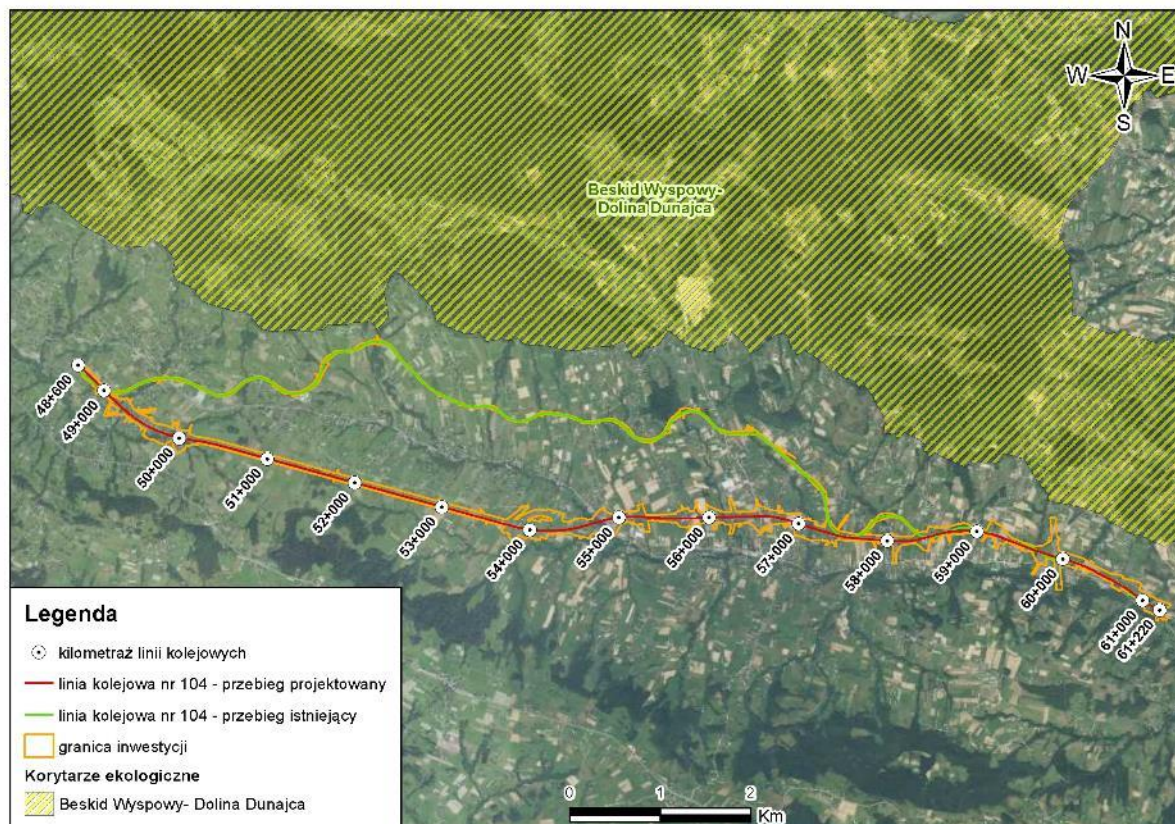 N
W
E
S
Beskid Wyspowy-
Dolina Dunajca
48+600
49+000
50+000
51+000
52+000
53+000
54+000
55+000
56+000
57+000
58+000
59+000
60+000
61+000
61+220
Legenda
kilometraż linii kolejowych
linia kolejowa nr 104 - przebieg projektowany
linia kolejowa nr 104 - przebieg istniejący
granica inwestycji
Korytarze ekologiczne
Beskid Wyspowy- Dolina Dunajca
0 1 2
Km